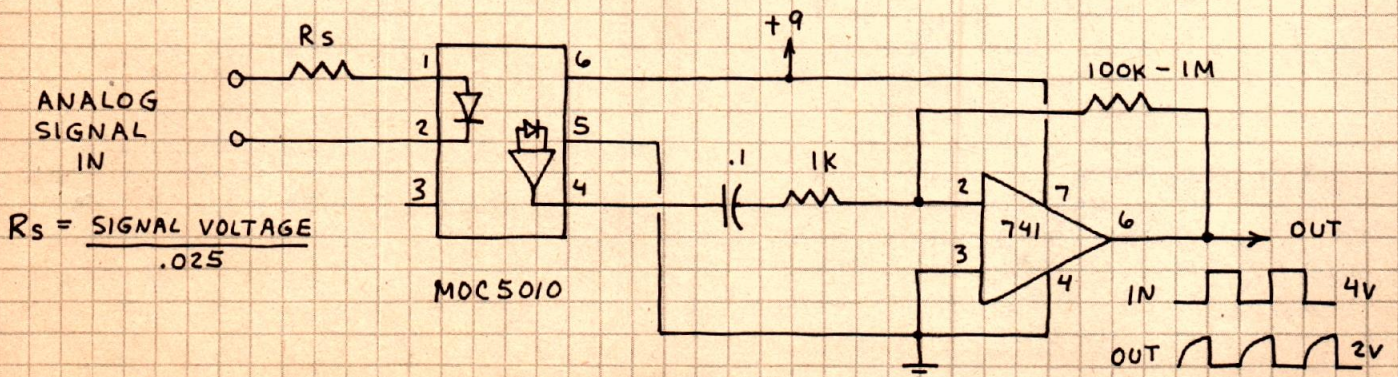 Rs
+9
100K - 1M
ANALOG
SIGNAL
IN
1
2
3
6
5
4
.1
1K
2
3
7
6
4
741
OUT
Rs = SIGNAL VOLTAGE
.025
MOC5010
IN
4V
OUT
2V